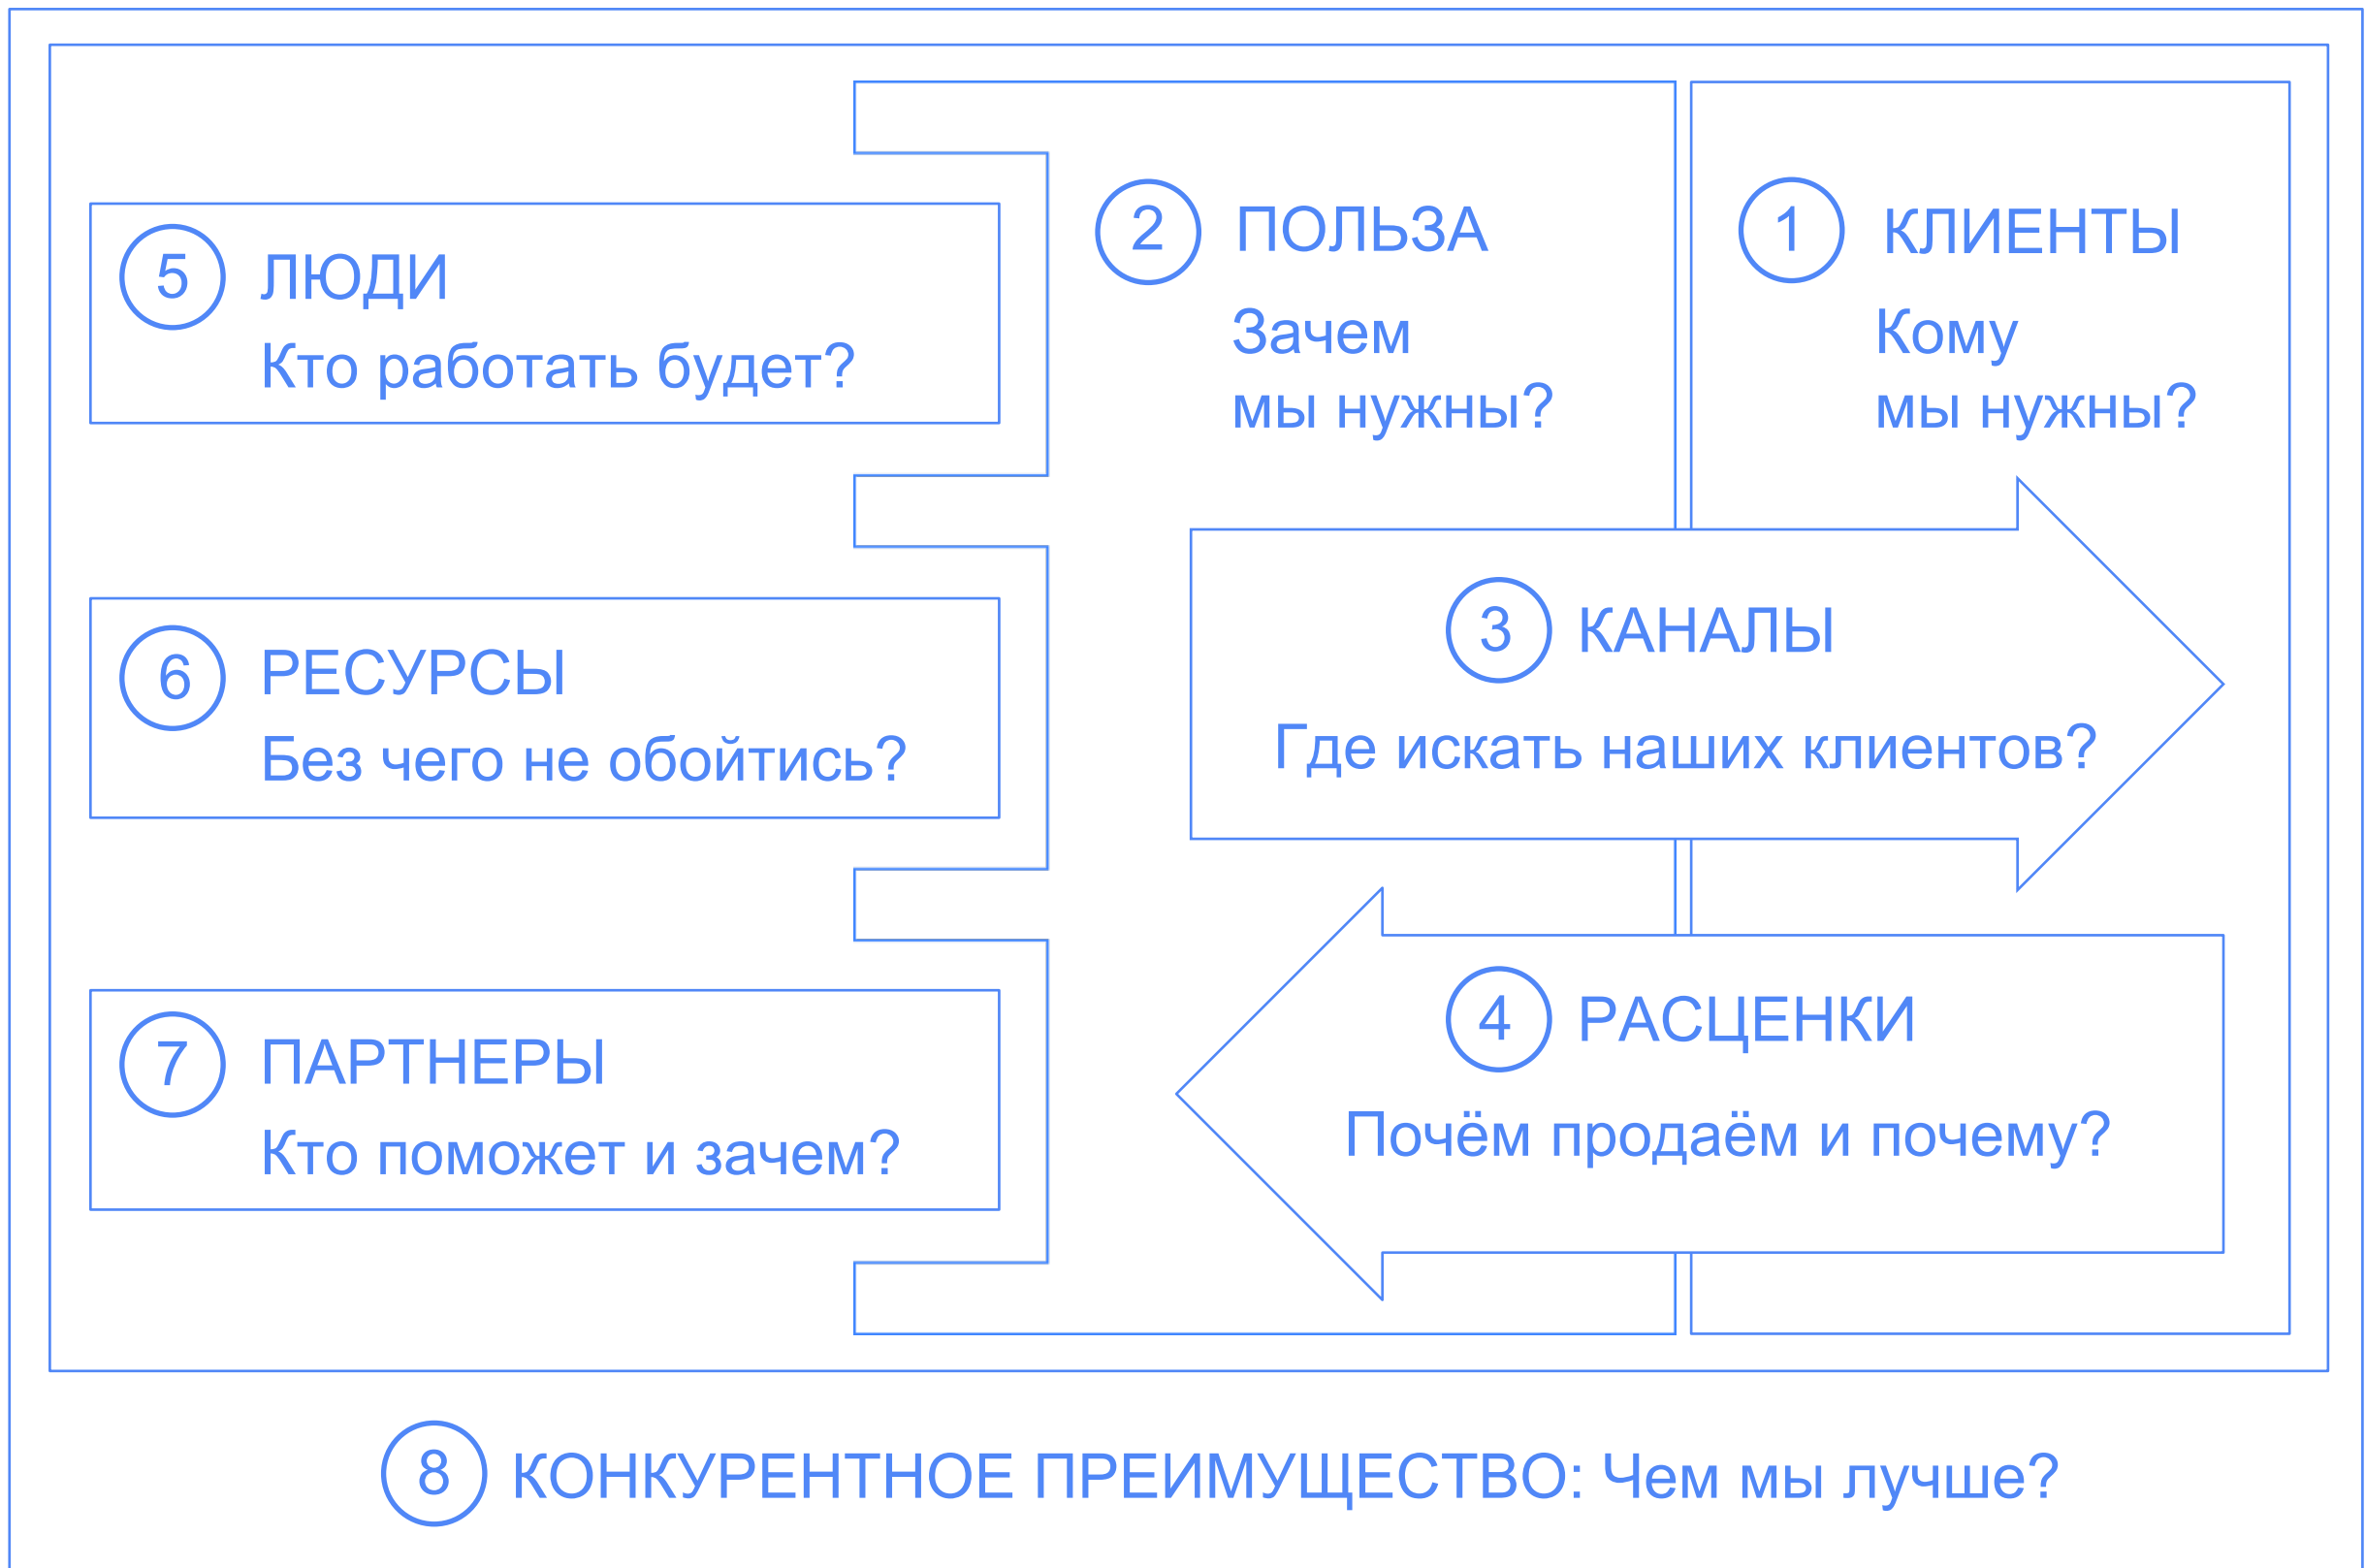 1 КЛИЕНТЫ
Кому
мы нужны?
2 ПОЛЬЗА
Зачем
мы нужны?
3 КАНАЛЫ
Где искать наших клиентов?
4 РАСЦЕНКИ
Почём продаём и почему?
5 ЛЮДИ
Кто работать будет?
6 РЕСУРСЫ
Без чего не обойтись?
7 ПАРТНЕРЫ
Кто поможет и зачем?
8 КОНКУРЕНТНОЕ ПРЕИМУЩЕСТВО: Чем мы лучше?